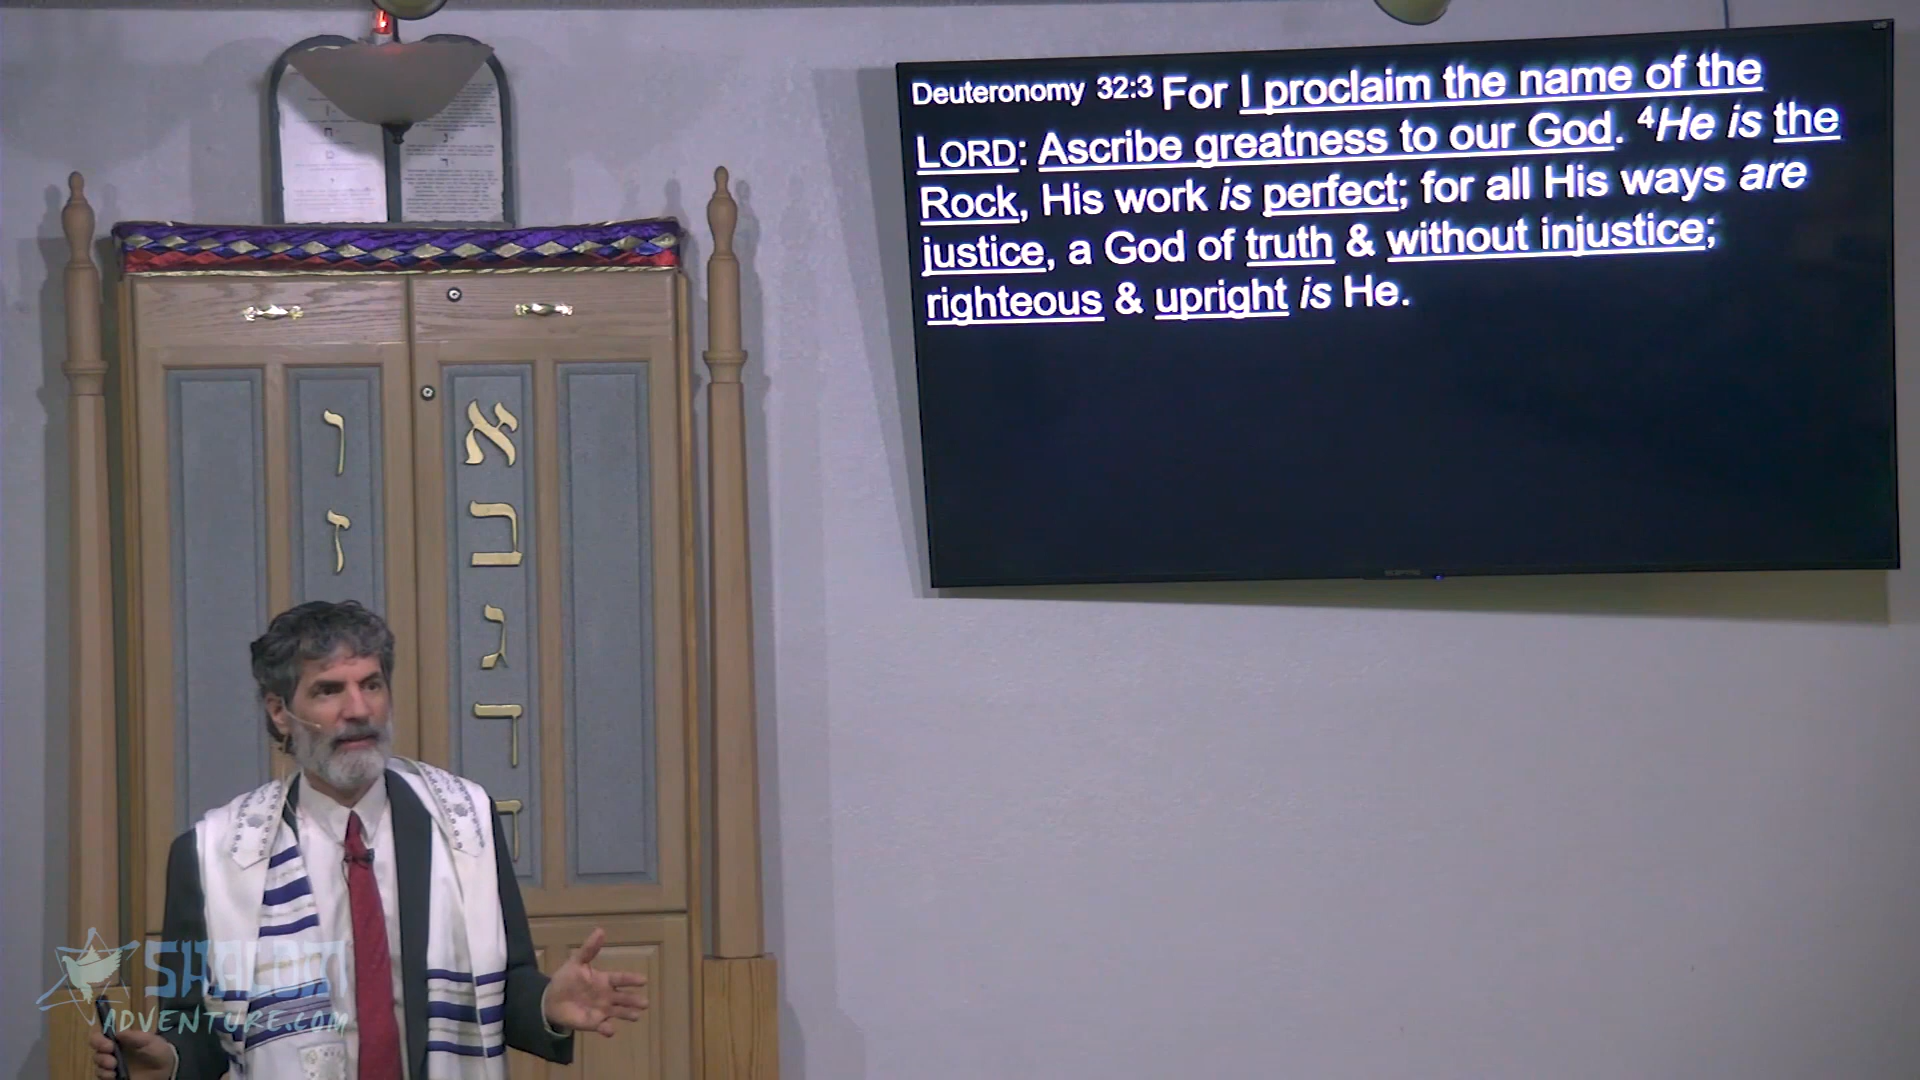 Deuteronomy 32:3 For I proclaim the name of the
LORD: Ascribe greatness to our God. 4He is the
Rock, His work is perfect; for all His ways are
justice, a God of truth & without injustice;
righteous & upright is He.
א
ב
ג
ד
ה
ו
ז
SHALOM
ADVENTURE.COM